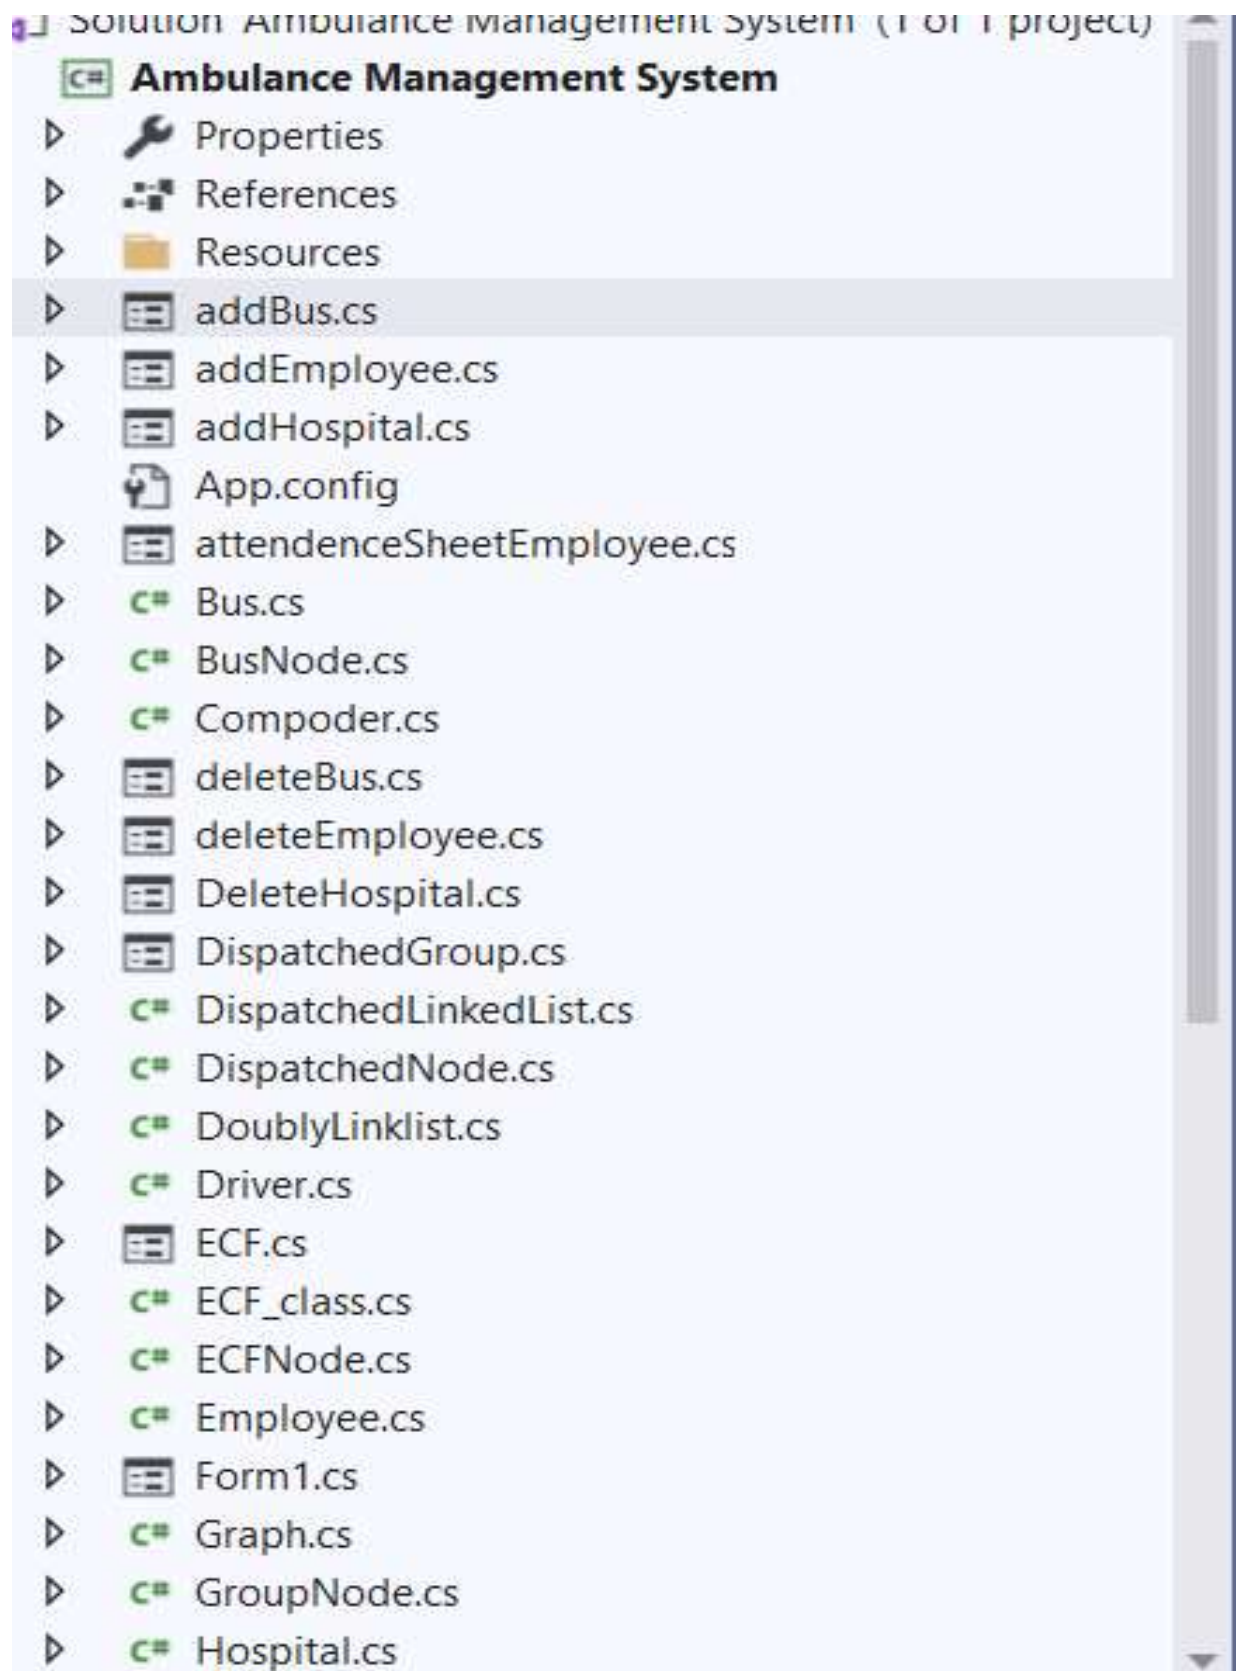 Solution 'Ambulance Management System' (1 of 1 project)
C# Ambulance Management System
Properties
References
Resources
addBus.cs
addEmployee.cs
addHospital.cs
App.config
attendenceSheetEmployee.cs
C# Bus.cs
C# BusNode.cs
C# Compoder.cs
deleteBus.cs
deleteEmployee.cs
DeleteHospital.cs
DispatchedGroup.cs
C# DispatchedLinkedList.cs
C# DispatchedNode.cs
C# DoublyLinklist.cs
C# Driver.cs
ECF.cs
C# ECF_class.cs
C# ECFNode.cs
C# Employee.cs
Form1.cs
C# Graph.cs
C# GroupNode.cs
C# Hospital.cs